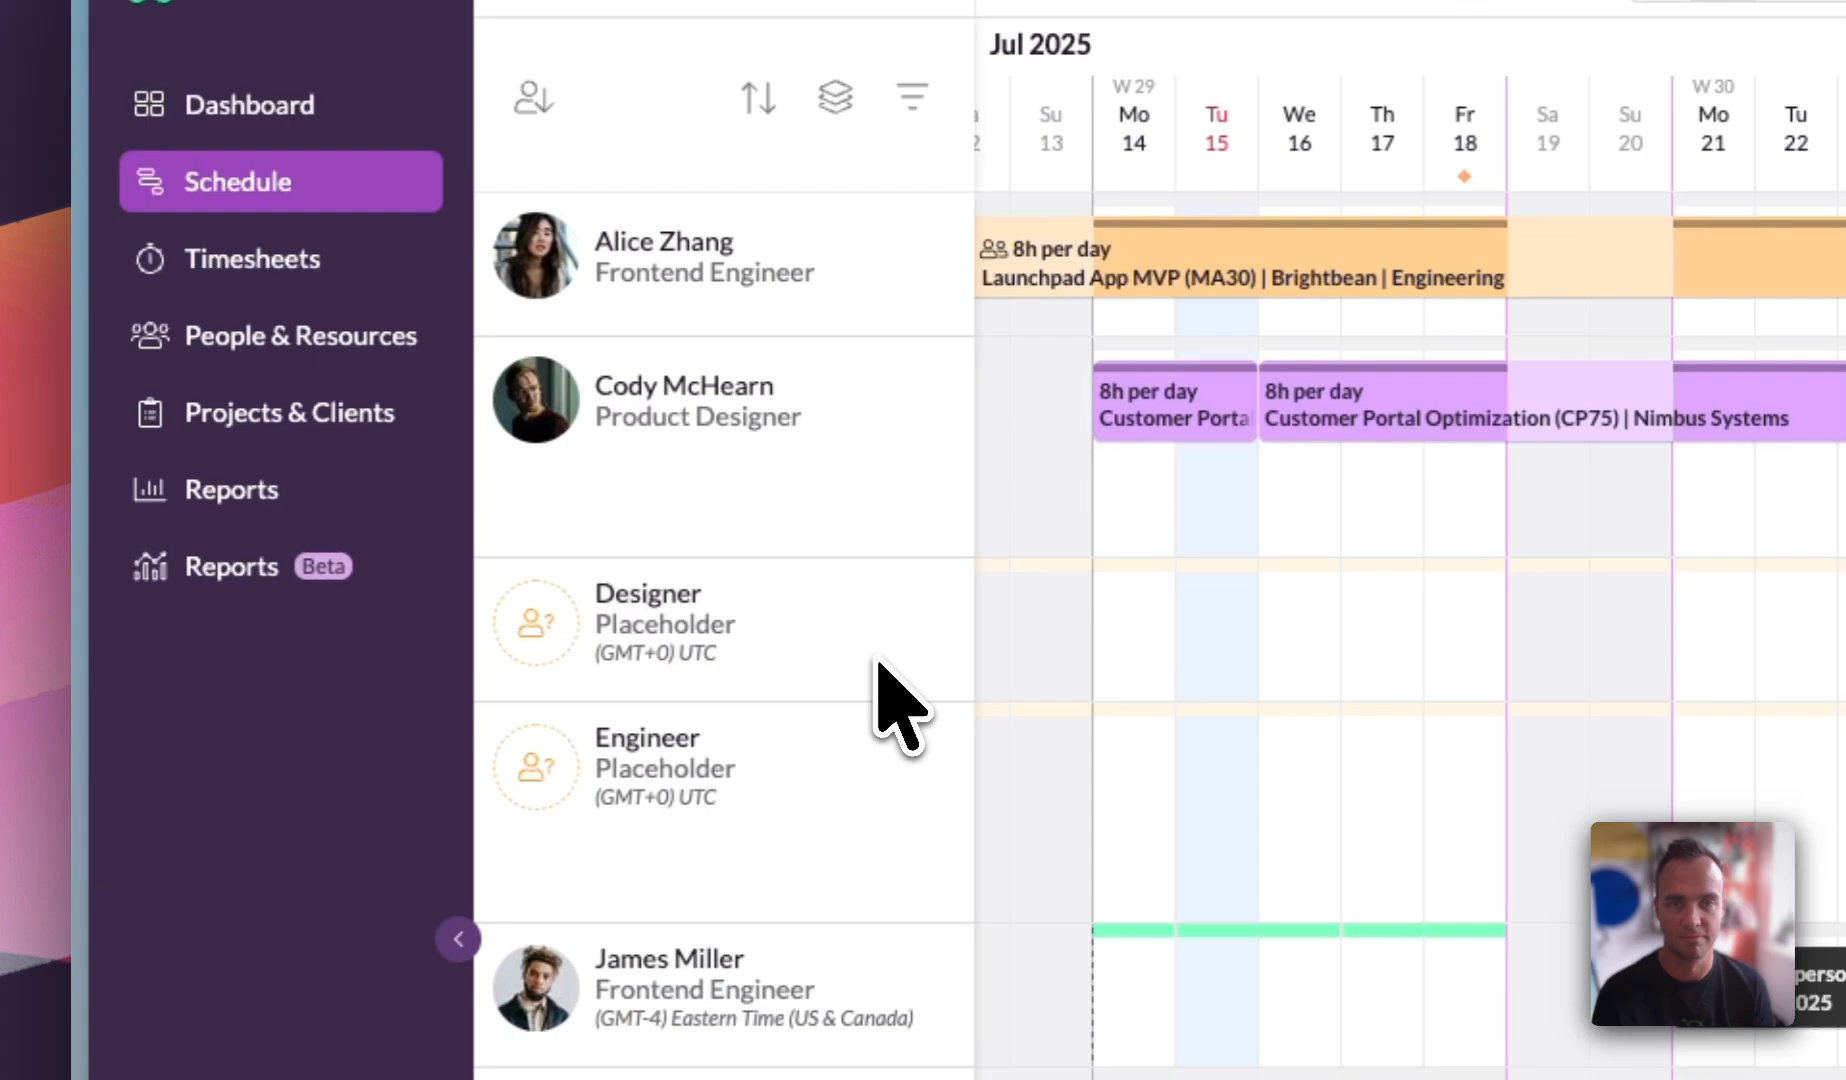 Dashboard
Schedule
Timesheets
People & Resources
Projects & Clients
Reports
Reports Beta
Jul 2025
W 29
W 30
Su Mo Tu We Th Fr Sa Su Mo Tu
13 14 15 16 17 18 19 20 21 22
Alice Zhang
Frontend Engineer
8h per day
Launchpad App MVP (MA30) | Brightbean | Engineering
Cody McHearn
Product Designer
8h per day
Customer Portal
8h per day
Customer Portal Optimization (CP75) | Nimbus Systems
Designer
Placeholder
(GMT+0) UTC
Engineer
Placeholder
(GMT+0) UTC
James Miller
Frontend Engineer
(GMT-4) Eastern Time (US & Canada)
perso
025